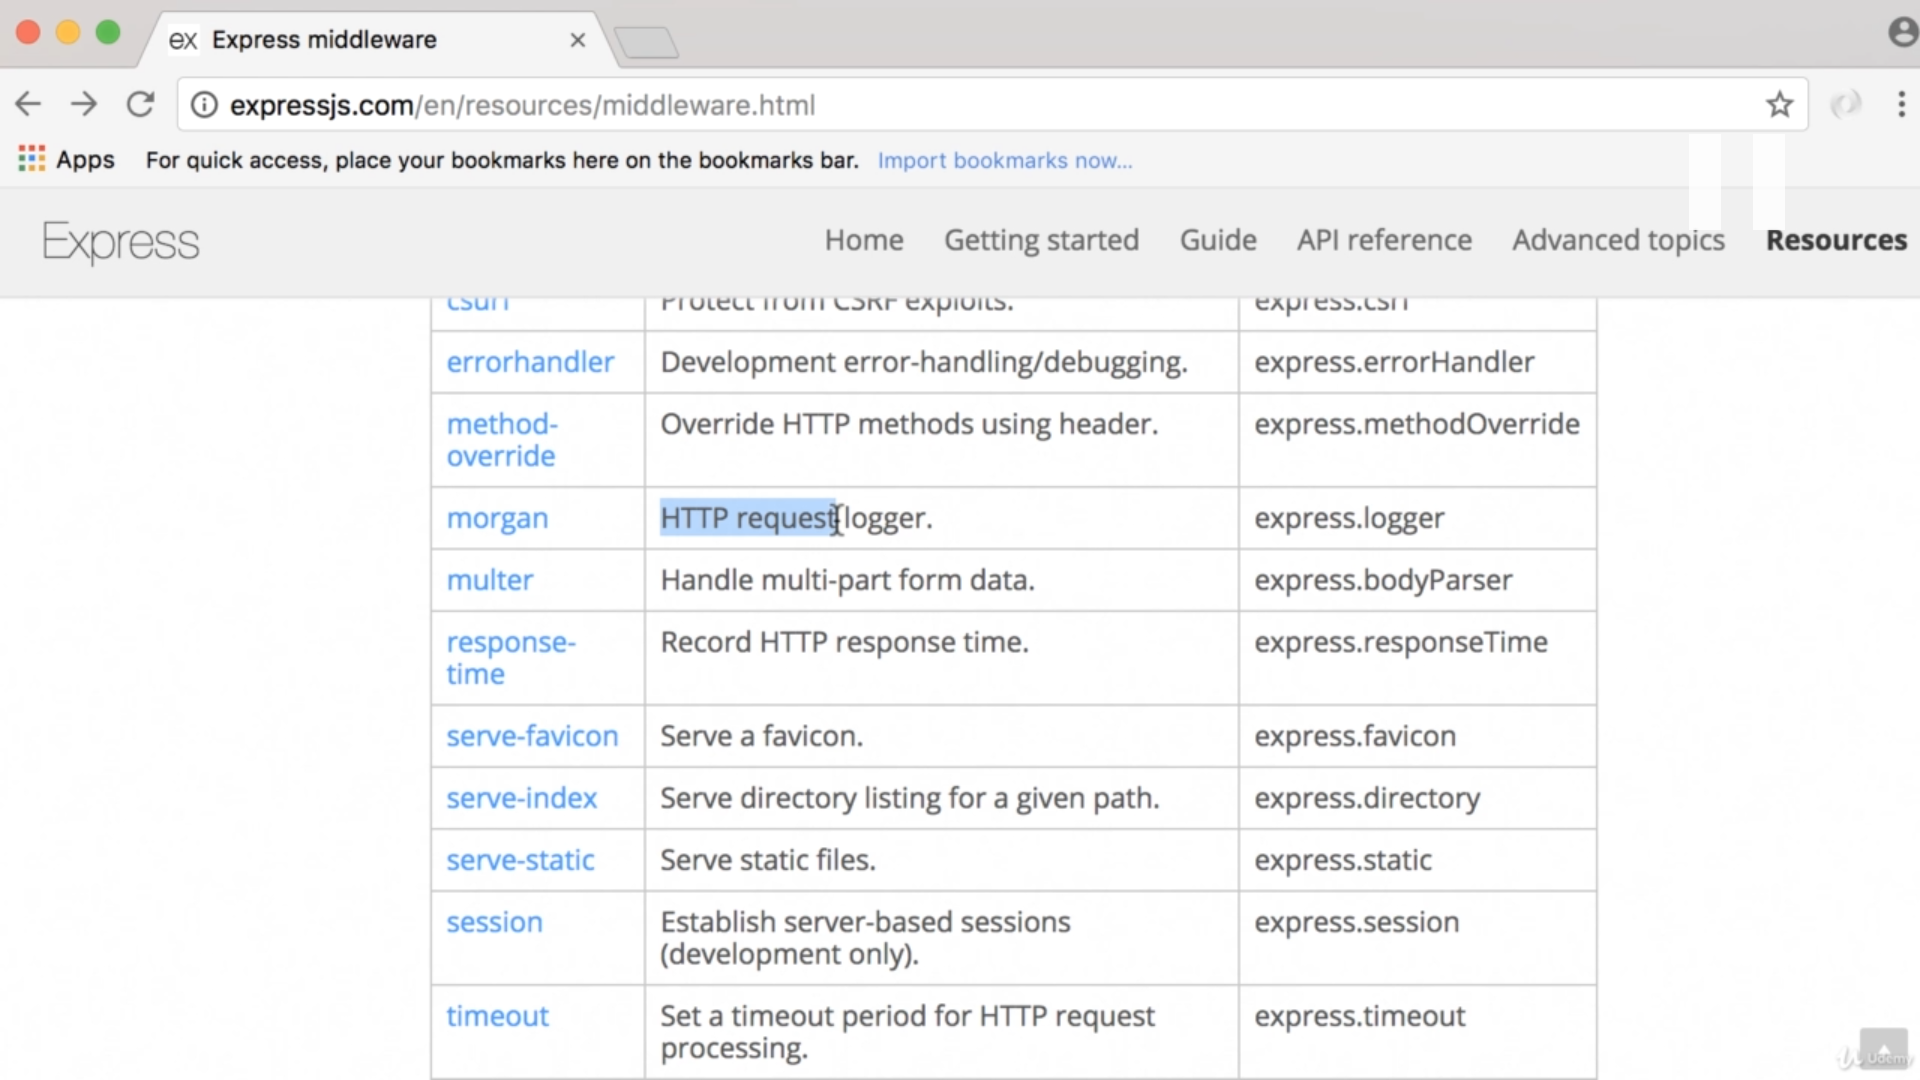 ex Express middleware
expressjs.com/en/resources/middleware.html
Apps For quick access, place your bookmarks here on the bookmarks bar. Import bookmarks now...
Express Home Getting started Guide API reference Advanced topics Resources
csurf Protect from CSRF exploits. express.csrf
errorhandler Development error-handling/debugging. express.errorHandler
method- Override HTTP methods using header. express.methodOverride
override
morgan HTTP request logger. express.logger
multer Handle multi-part form data. express.bodyParser
response- Record HTTP response time. express.responseTime
time
serve-favicon Serve a favicon. express.favicon
serve-index Serve directory listing for a given path. express.directory
serve-static Serve static files. express.static
session Establish server-based sessions express.session
(development only).
timeout Set a timeout period for HTTP request express.timeout
processing.
Udemy